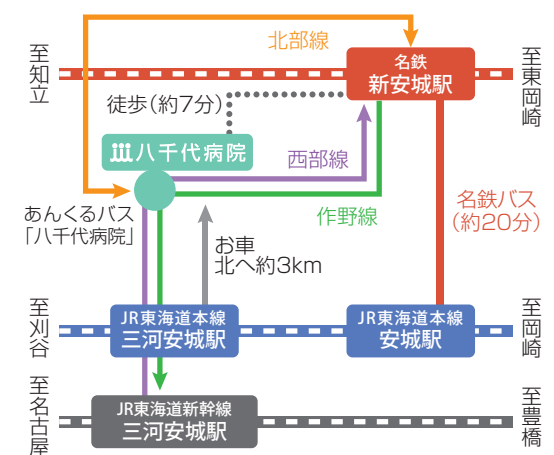 北部線
至知立
名鉄
新安城駅
至東岡崎
徒歩（約7分）
八千代病院
西部線
あんくるバス
「八千代病院」
作野線
名鉄バス
（約20分）
お車
北へ約3km
至刈谷
JR東海道本線
三河安城駅
JR東海道本線
安城駅
至岡崎
至名古屋
JR東海道新幹線
三河安城駅
至豊橋